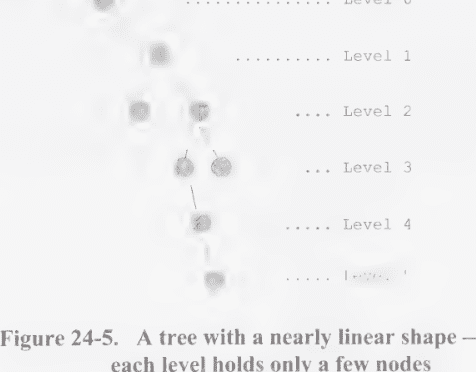 ............... Level
.......... Level 1
.... Level 2
... Level 3
..... Level 4
.....
Figure 24-5. A tree with a nearly linear shape —
each level holds only a few nodes